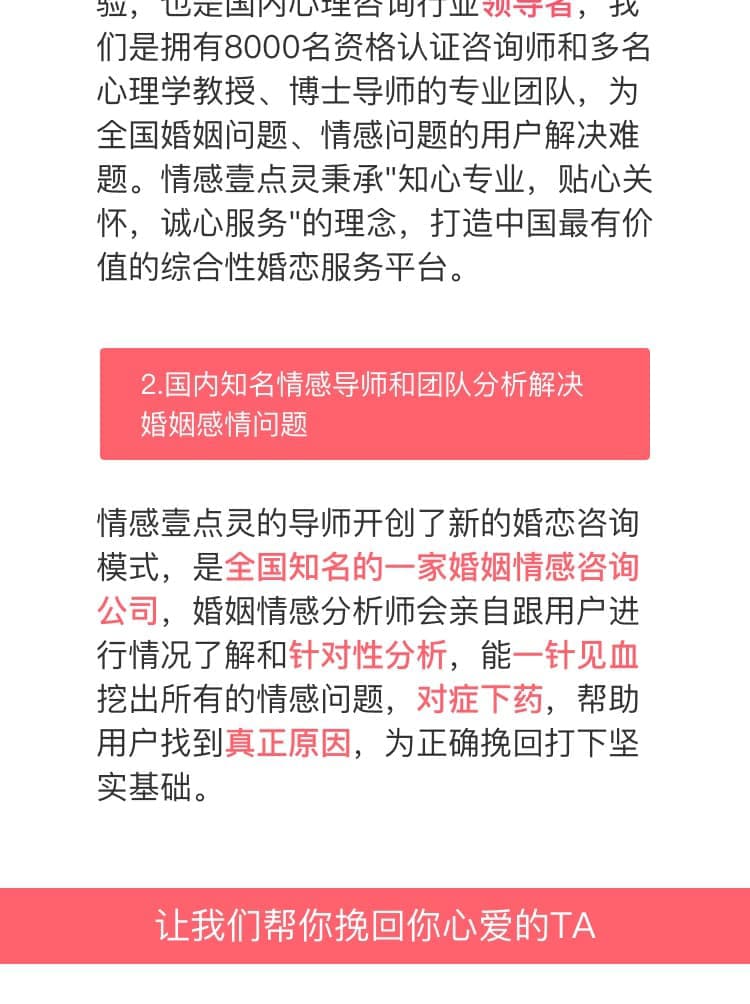 验，也是国内心理咨询行业领导者，我
们是拥有8000名资格认证咨询师和多名
心理学教授、博士导师的专业团队，为
全国婚姻问题、情感问题的用户解决难
题。情感壹点灵秉承"知心专业，贴心关
怀，诚心服务"的理念，打造中国最有价
值的综合性婚恋服务平台。
2.国内知名情感导师和团队分析解决
婚姻感情问题
情感壹点灵的导师开创了新的婚恋咨询
模式，是全国知名的一家婚姻情感咨询
公司，婚姻情感分析师会亲自跟用户进
行情况了解和针对性分析，能一针见血
挖出所有的情感问题，对症下药，帮助
用户找到真正原因，为正确挽回打下坚
实基础。
让我们帮你挽回你心爱的TA